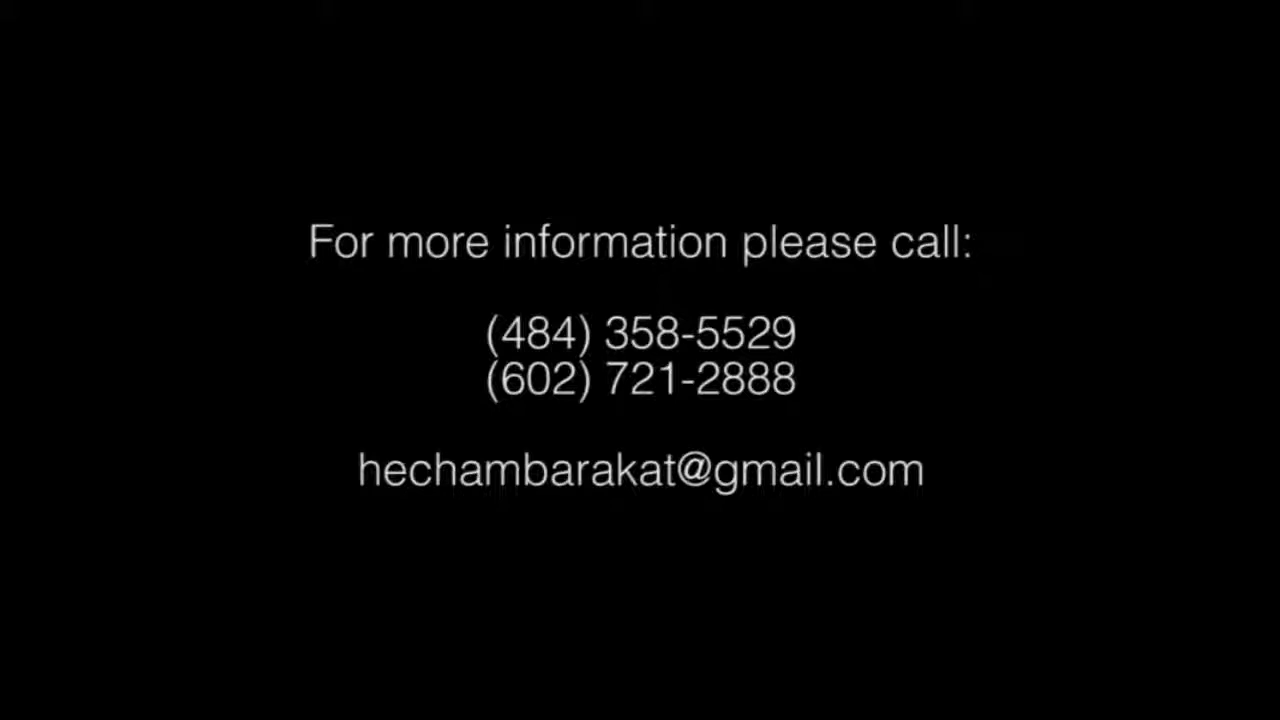 For more information please call:
(484) 358-5529
(602) 721-2888
hechambarakat@gmail.com